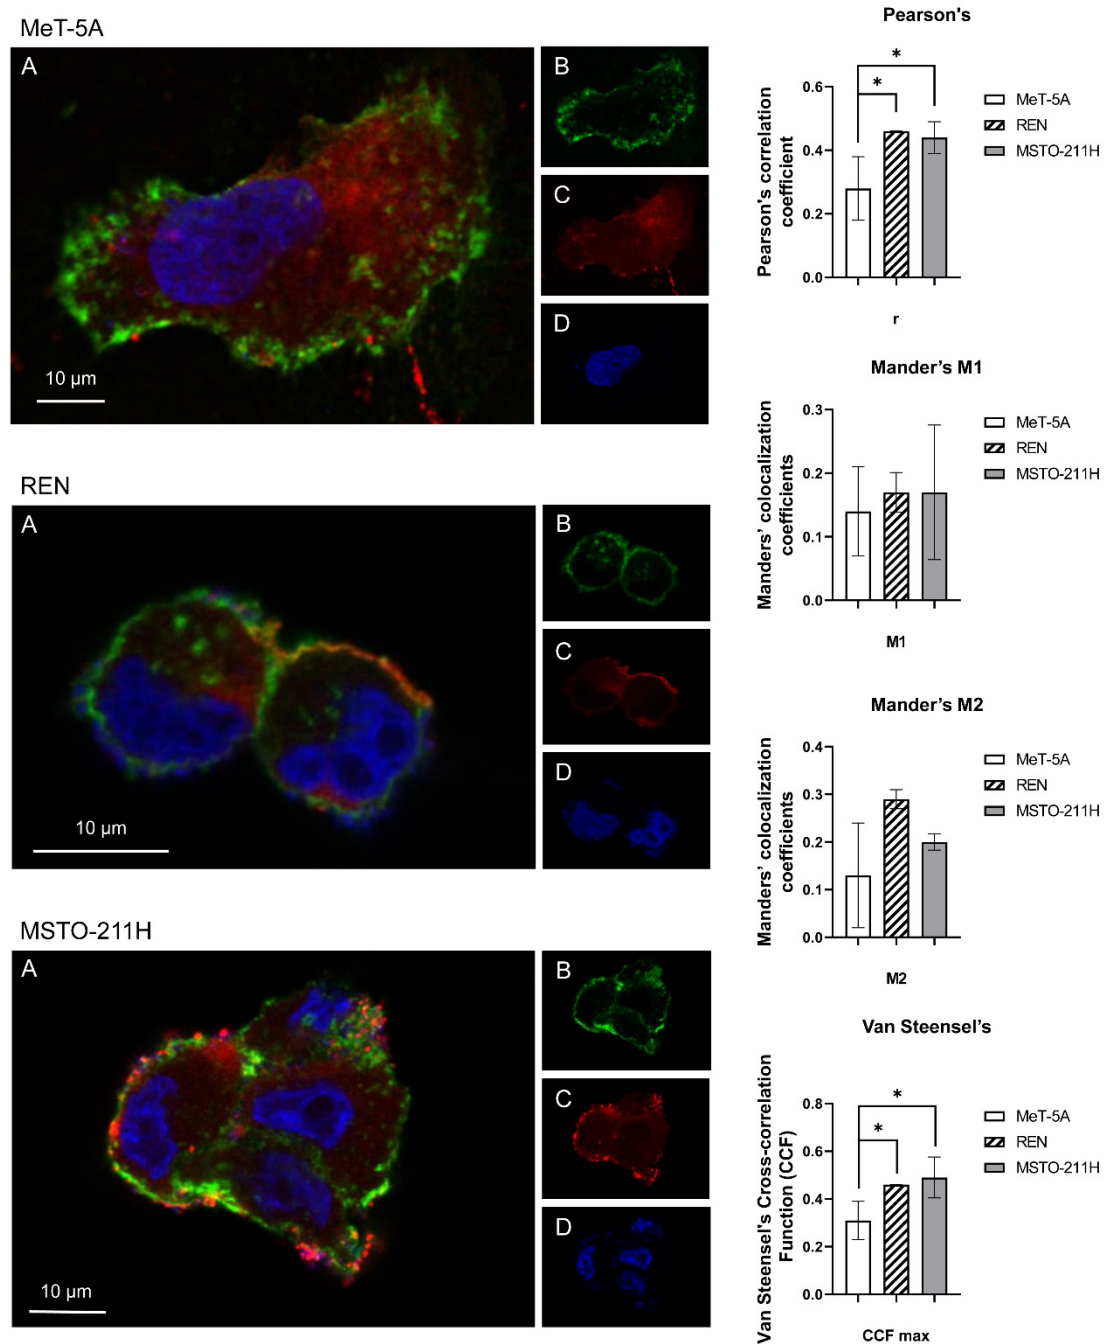 MeT-5A
A
10 µm
B
C
D
REN
A
10 µm
B
C
D
MSTO-211H
A
10 µm
B
C
D
Pearson's
* 
*
Pearson's correlation
coefficient
0.6
0.4
0.2
0.0
r
MeT-5A
REN
MSTO-211H
Mander's M1
Manders' colocalization
coefficients
0.3
0.2
0.1
0.0
M1
MeT-5A
REN
MSTO-211H
Mander's M2
Manders' colocalization
coefficients
0.4
0.3
0.2
0.1
0.0
M2
MeT-5A
REN
MSTO-211H
Van Steensel's
*
*
Van Steensel's Cross-correlation
Function (CCF)
0.8
0.6
0.4
0.2
0.0
CCF max
MeT-5A
REN
MSTO-211H